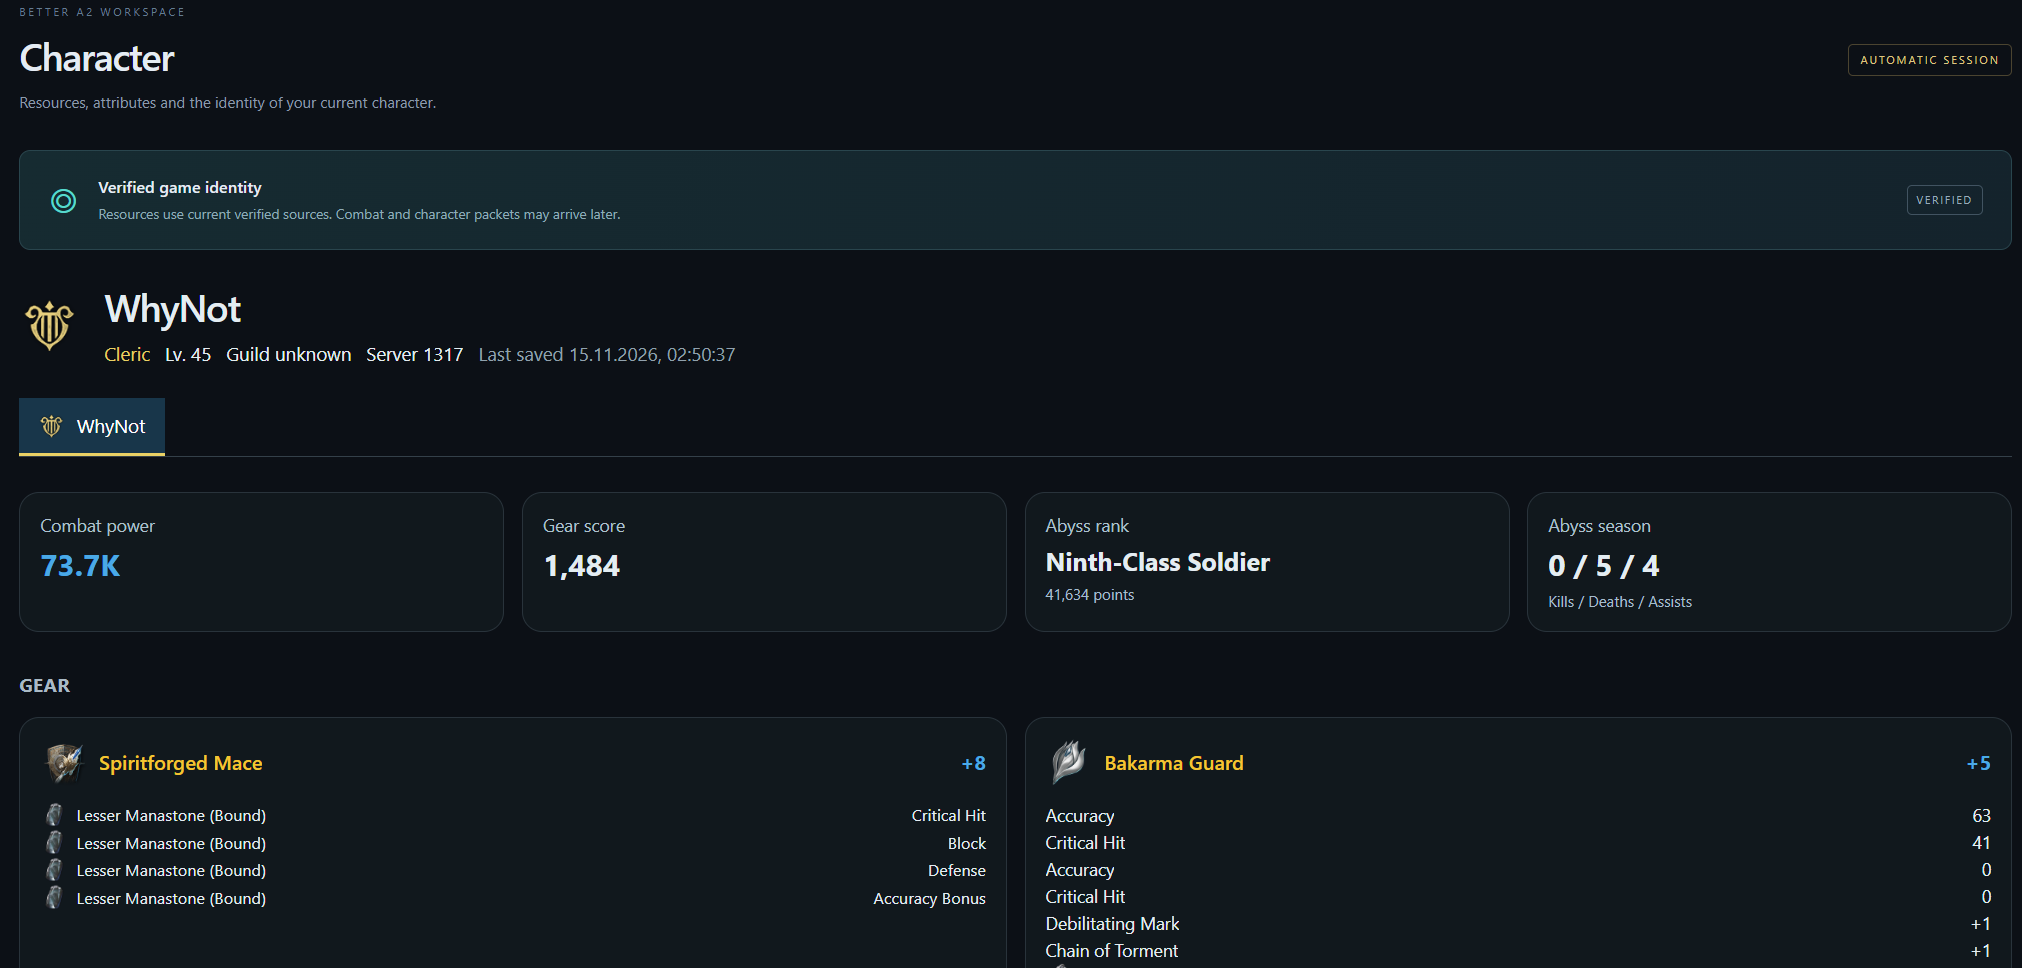 BETTER A2 WORKSPACE
Character
AUTOMATIC SESSION
Resources, attributes and the identity of your current character.
Verified game identity
Resources use current verified sources. Combat and character packets may arrive later.
VERIFIED
WhyNot
Cleric Lv. 45 Guild unknown Server 1317 Last saved 15.11.2026, 02:50:37
WhyNot
Combat power
73.7K
Gear score
1,484
Abyss rank
Ninth-Class Soldier
41,634 points
Abyss season
0 / 5 / 4
Kills / Deaths / Assists
GEAR
Spiritforged Mace +8
Lesser Manastone (Bound) Critical Hit
Lesser Manastone (Bound) Block
Lesser Manastone (Bound) Defense
Lesser Manastone (Bound) Accuracy Bonus
Bakarma Guard +5
Accuracy 63
Critical Hit 41
Accuracy 0
Critical Hit 0
Debilitating Mark +1
Chain of Torment +1